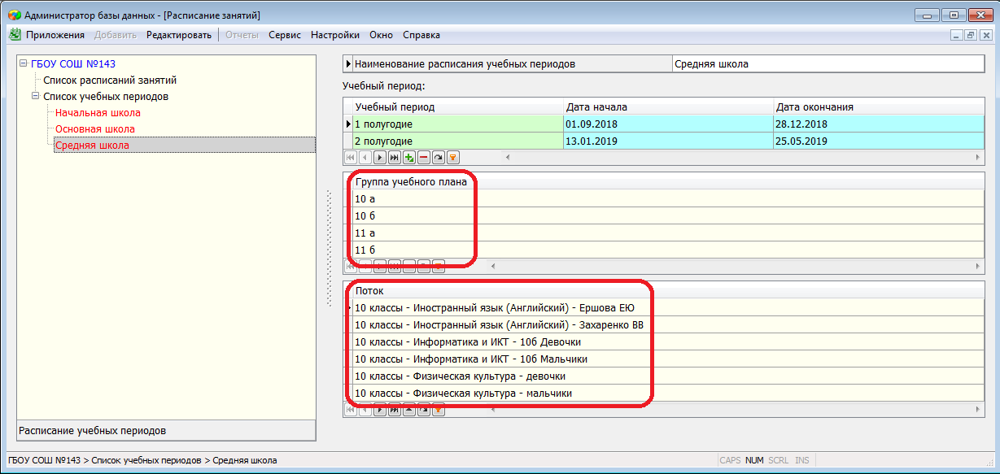 Администратор базы данных - [Расписание занятий]
Приложения Добавить Редактировать Отчеты Сервис Настройки Окно Справка
ГБОУ СОШ №143
Список расписаний занятий
Список учебных периодов
Начальная школа
Основная школа
Средняя школа
Расписание учебных периодов
Наименование расписания учебных периодов Средняя школа
Учебный период:
Учебный период Дата начала Дата окончания
1 полугодие 01.09.2018 28.12.2018
2 полугодие 13.01.2019 25.05.2019
Группа учебного плана
10 а
10 б
11 а
11 б
Поток
10 классы - Иностранный язык (Английский) - Ершова ЕЮ
10 классы - Иностранный язык (Английский) - Захаренко ВВ
10 классы - Информатика и ИКТ - 10б Девочки
10 классы - Информатика и ИКТ - 10б Мальчики
10 классы - Физическая культура - девочки
10 классы - Физическая культура - мальчики
ГБОУ СОШ №143 > Список учебных периодов > Средняя школа CAPS NUM SCRL INS